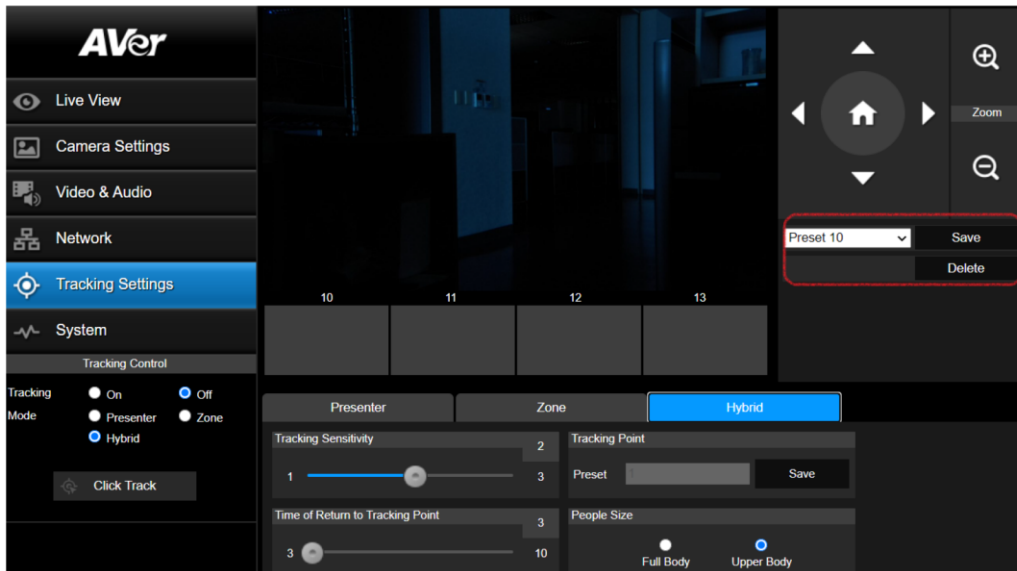 AVer
Live View
Camera Settings
Video & Audio
Network
Tracking Settings
System
Tracking Control
Tracking On Off
Mode Presenter Zone
Hybrid
Click Track
10 11 12 13
Zoom
Preset 10 Save
Delete
Presenter Zone Hybrid
Tracking Sensitivity 2
1 3
Time of Return to Tracking Point 3
3 10
Tracking Point
Preset 1 Save
People Size
Full Body Upper Body